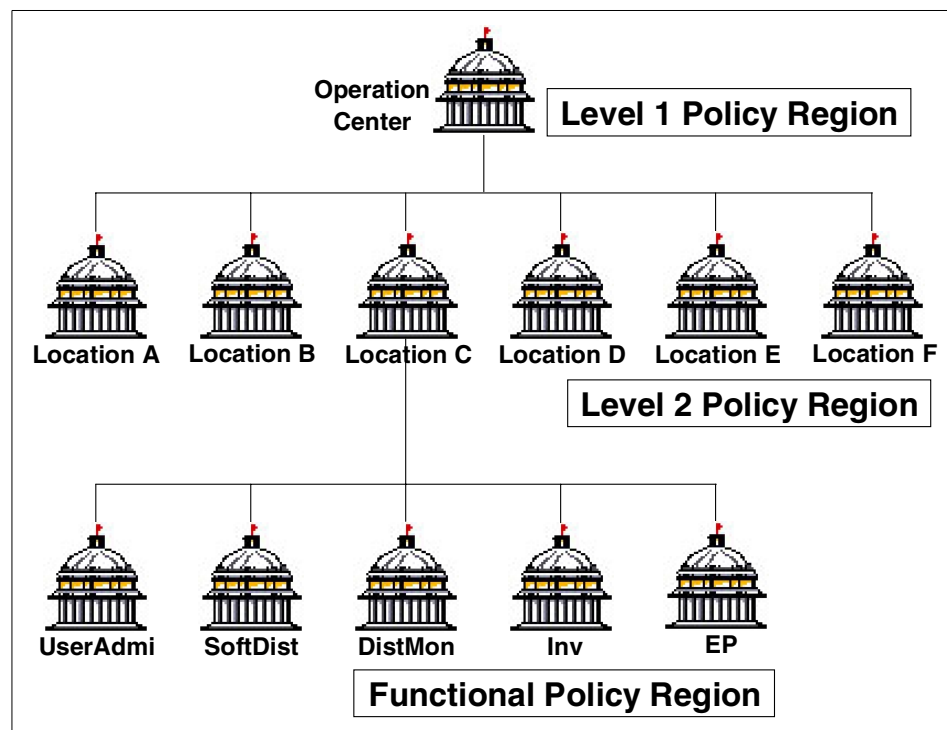 Operation
Center
Level 1 Policy Region
Location A
Location B
Location C
Location D
Location E
Location F
Level 2 Policy Region
UserAdmi
SoftDist
DistMon
Inv
EP
Functional Policy Region